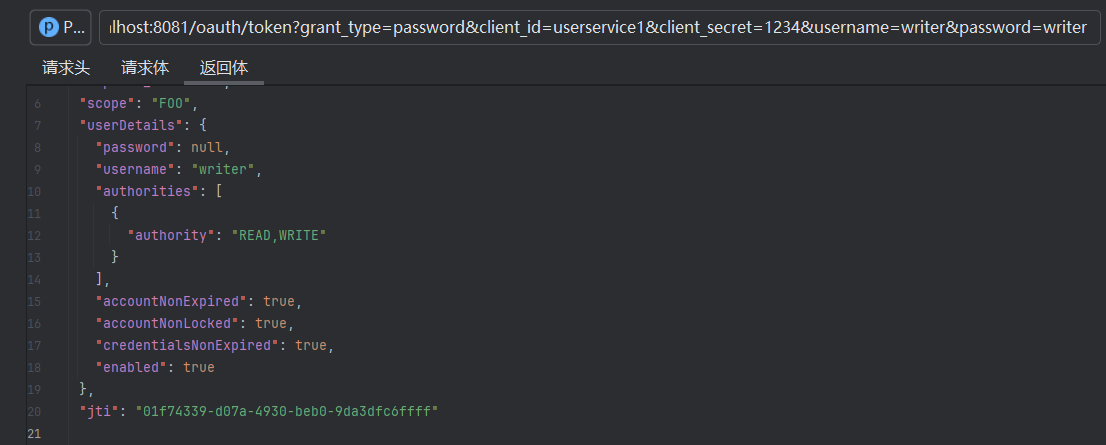 P P... lhost:8081/oauth/token?grant_type=password&client_id=userservice1&client_secret=1234&username=writer&password=writer
请求头 请求体 返回体
6 "scope": "FOO",
7 "userDetails": {
8 "password": null,
9 "username": "writer",
10 "authorities": [
11 {
12 "authority": "READ,WRITE"
13 }
14 ],
15 "accountNonExpired": true,
16 "accountNonLocked": true,
17 "credentialsNonExpired": true,
18 "enabled": true
19 },
20 "jti": "01f74339-d07a-4930-beb0-9da3dfc6ffff"
21